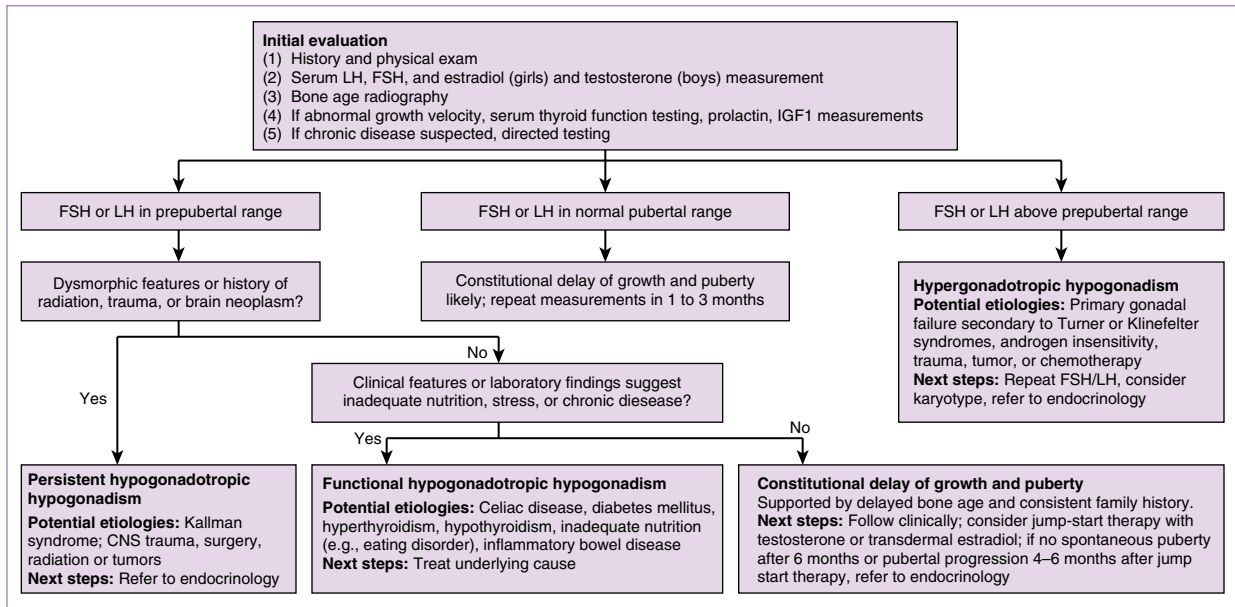 Initial evaluation
(1) History and physical exam
(2) Serum LH, FSH, and estradiol (girls) and testosterone (boys) measurement
(3) Bone age radiography
(4) If abnormal growth velocity, serum thyroid function testing, prolactin, IGF1 measurements
(5) If chronic disease suspected, directed testing
FSH or LH in prepubertal range
FSH or LH in normal pubertal range
FSH or LH above prepubertal range
Dysmorphic features or history of
radiation, trauma, or brain neoplasm?
Constitutional delay of growth and puberty
likely; repeat measurements in 1 to 3 months
Hypergonadotropic hypogonadism
Potential etiologies: Primary gonadal
failure secondary to Turner or Klinefelter
syndromes, androgen insensitivity,
trauma, tumor, or chemotherapy
Next steps: Repeat FSH/LH, consider
karyotype, refer to endocrinology
Yes
No
Clinical features or laboratory findings suggest
inadequate nutrition, stress, or chronic diesease?
Yes
No
Persistent hypogonadotropic
hypogonadism
Potential etiologies: Kallman
syndrome; CNS trauma, surgery,
radiation or tumors
Next steps: Refer to endocrinology
Functional hypogonadotropic hypogonadism
Potential etiologies: Celiac disease, diabetes mellitus,
hyperthyroidism, hypothyroidism, inadequate nutrition
(e.g., eating disorder), inflammatory bowel disease
Next steps: Treat underlying cause
Constitutional delay of growth and puberty
Supported by delayed bone age and consistent family history.
Next steps: Follow clinically; consider jump-start therapy with
testosterone or transdermal estradiol; if no spontaneous puberty
after 6 months or pubertal progression 4–6 months after jump
start therapy, refer to endocrinology